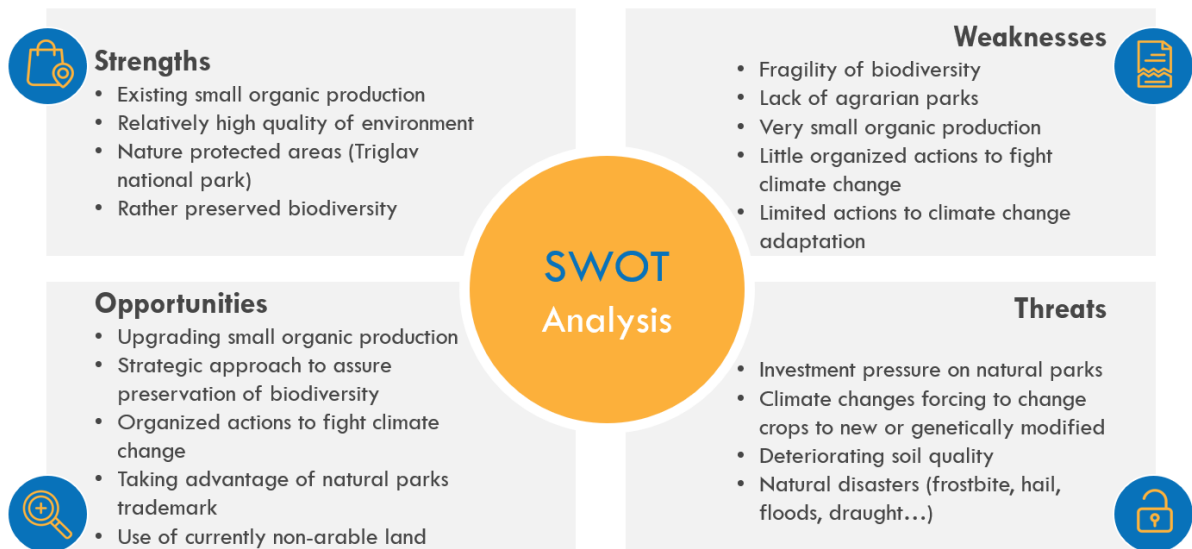 Strengths
• Existing small organic production
• Relatively high quality of environment
• Nature protected areas (Triglav
national park)
• Rather preserved biodiversity
Weaknesses
• Fragility of biodiversity
• Lack of agrarian parks
• Very small organic production
• Little organized actions to fight
climate change
• Limited actions to climate change
adaptation
SWOT
Analysis
Opportunities
• Upgrading small organic production
• Strategic approach to assure
preservation of biodiversity
• Organized actions to fight climate
change
• Taking advantage of natural parks
trademark
• Use of currently non-arable land
Threats
• Investment pressure on natural parks
• Climate changes forcing to change
crops to new or genetically modified
• Deteriorating soil quality
• Natural disasters (frostbite, hail,
floods, draught...)